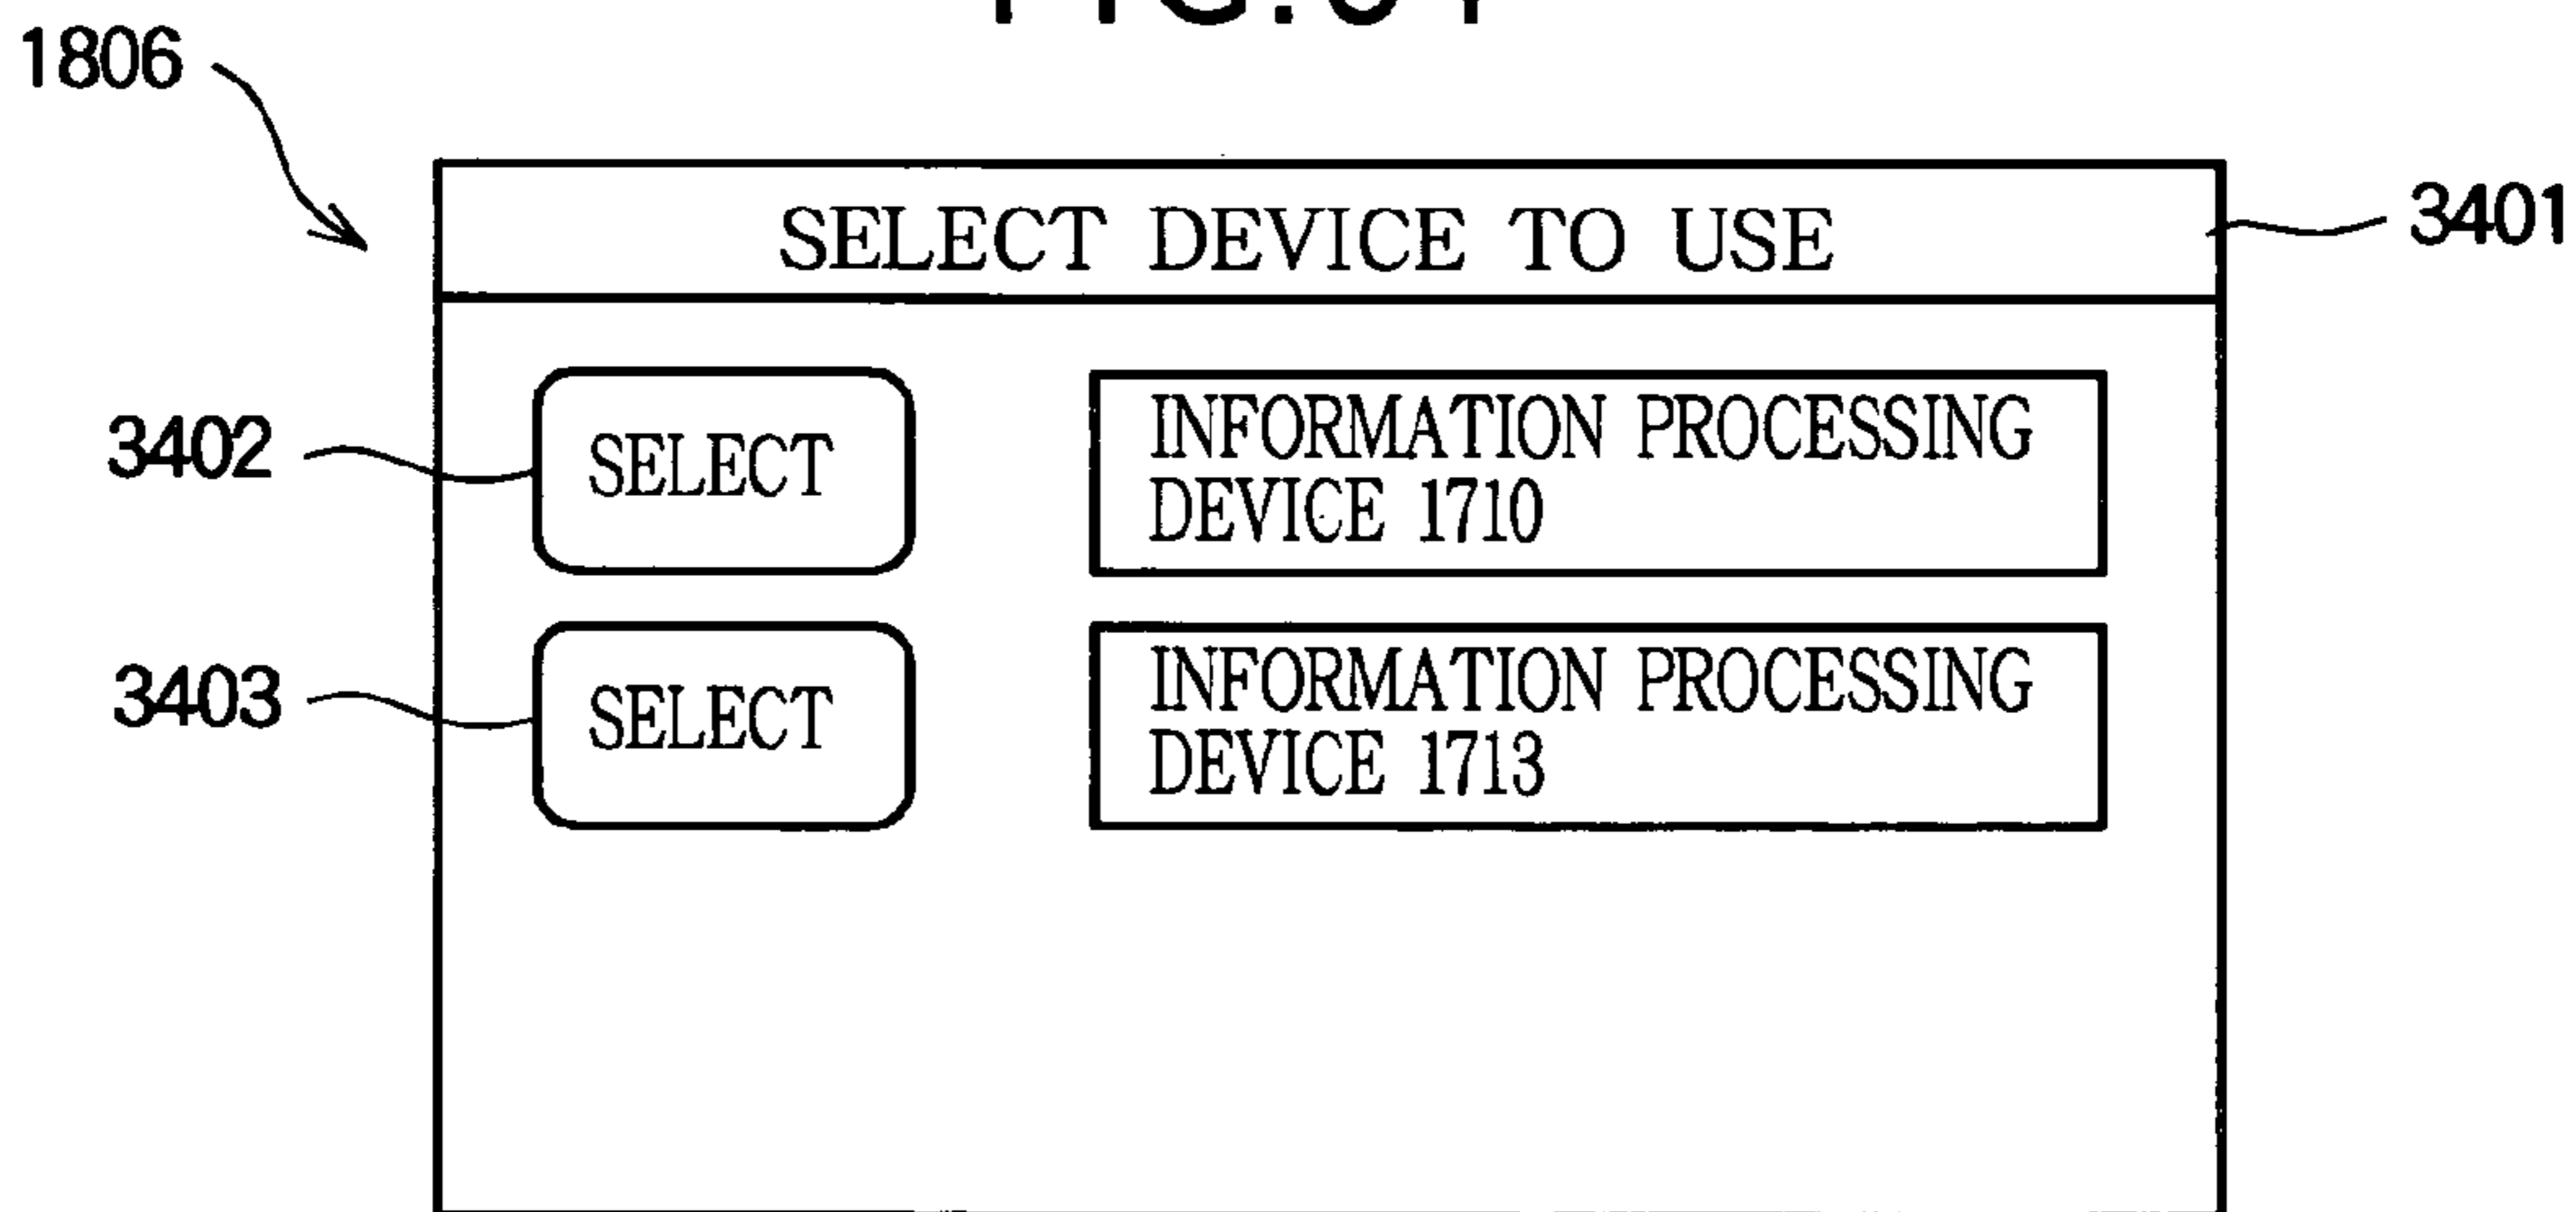 1806
SELECT DEVICE TO USE
3401
3402
SELECT
INFORMATION PROCESSING
DEVICE 1710
3403
SELECT
INFORMATION PROCESSING
DEVICE 1713